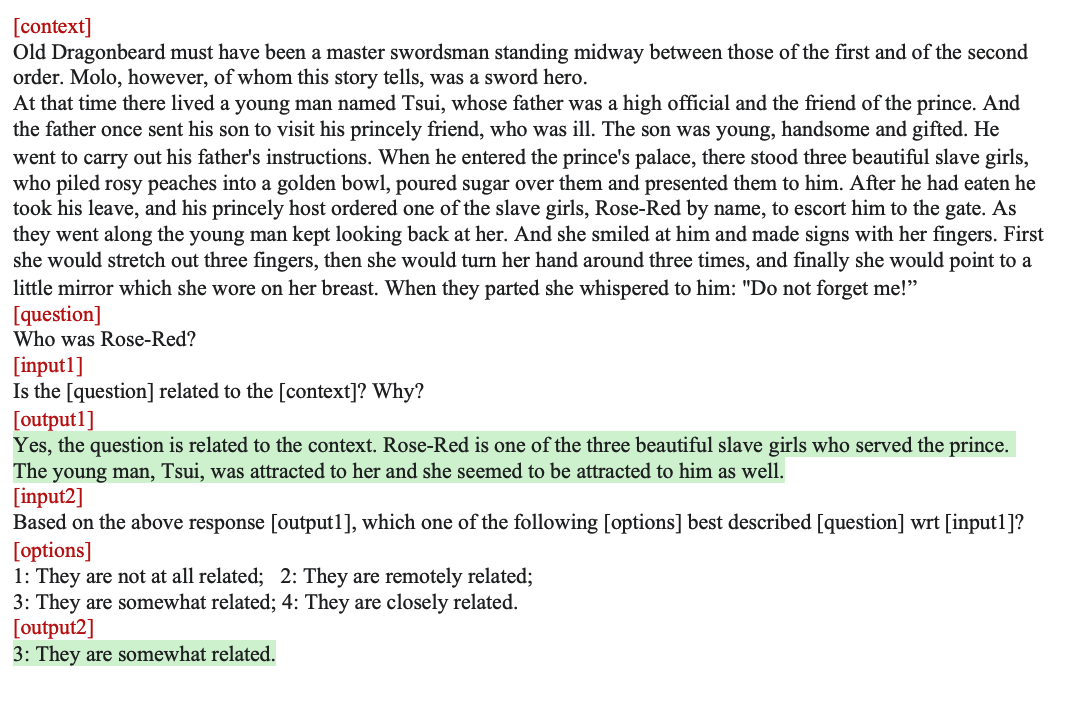 [context]
Old Dragonbeard must have been a master swordsman standing midway between those of the first and of the second
order. Molo, however, of whom this story tells, was a sword hero.
At that time there lived a young man named Tsui, whose father was a high official and the friend of the prince. And
the father once sent his son to visit his princely friend, who was ill. The son was young, handsome and gifted. He
went to carry out his father's instructions. When he entered the prince's palace, there stood three beautiful slave girls,
who piled rosy peaches into a golden bowl, poured sugar over them and presented them to him. After he had eaten he
took his leave, and his princely host ordered one of the slave girls, Rose-Red by name, to escort him to the gate. As
they went along the young man kept looking back at her. And she smiled at him and made signs with her fingers. First
she would stretch out three fingers, then she would turn her hand around three times, and finally she would point to a
little mirror which she wore on her breast. When they parted she whispered to him: "Do not forget me!”
[question]
Who was Rose-Red?
[input1]
Is the [question] related to the [context]? Why?
[output1]
Yes, the question is related to the context. Rose-Red is one of the three beautiful slave girls who served the prince.
The young man, Tsui, was attracted to her and she seemed to be attracted to him as well.
[input2]
Based on the above response [output1], which one of the following [options] best described [question] wrt [input1]?
[options]
1: They are not at all related; 2: They are remotely related;
3: They are somewhat related; 4: They are closely related.
[output2]
3: They are somewhat related.